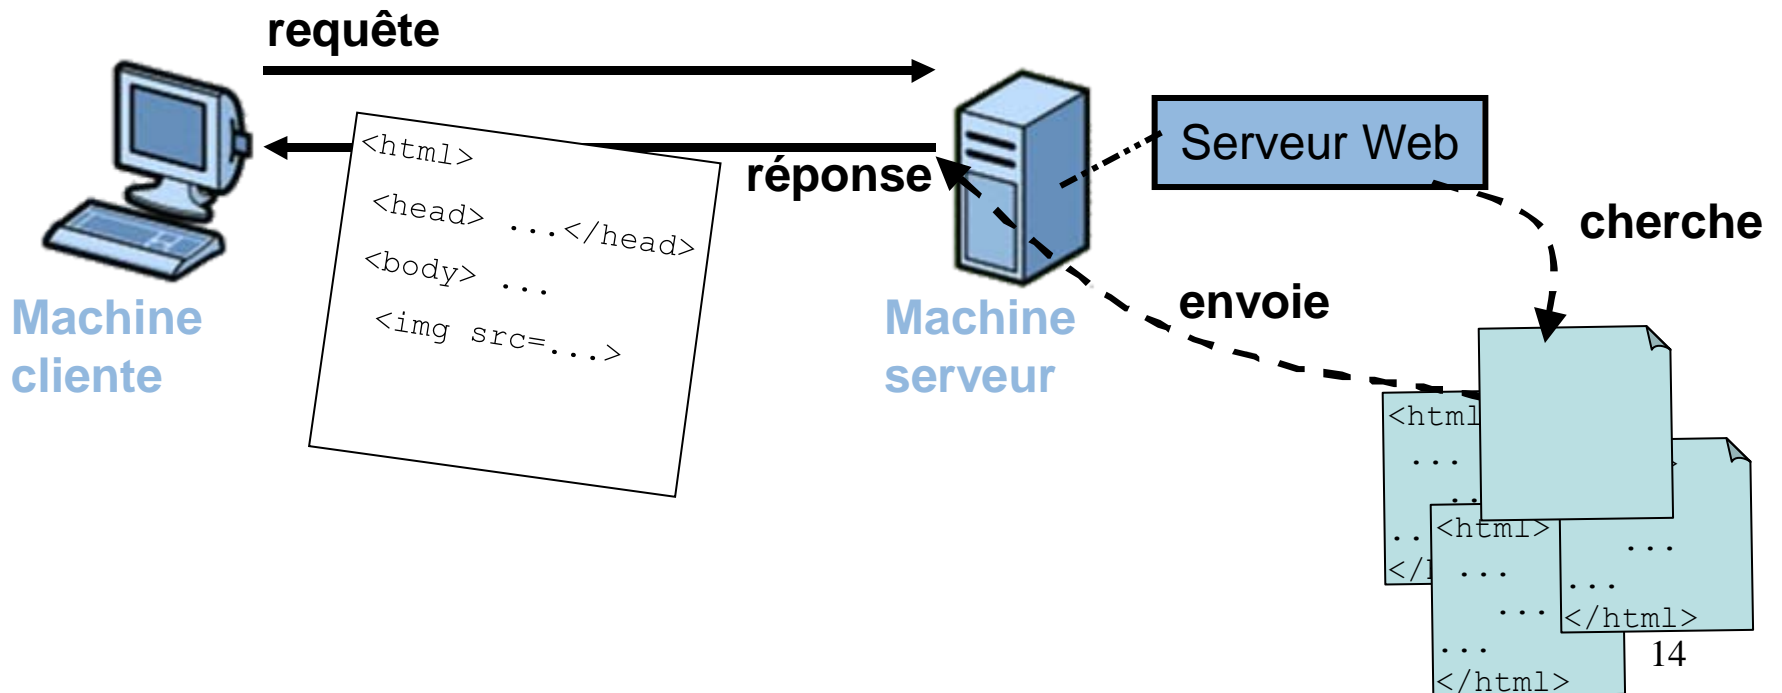 requête
Serveur Web
<html>
<head> ...</head>
<body> ...
<img src=...>
réponse
cherche
envoie
Machine
cliente
Machine
serveur
<html
...
..
..
</
<html>
...
...
...
</html>
...
...
</html>
14